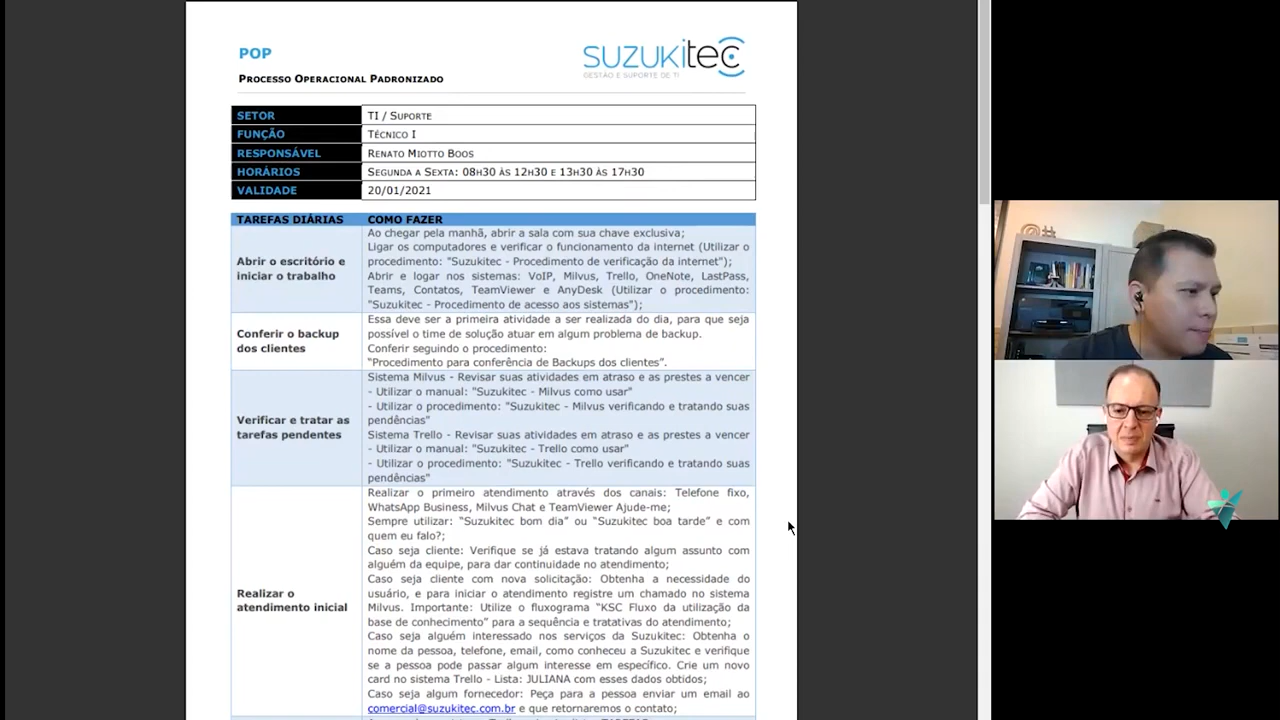 POP
PROCESSO OPERACIONAL PADRONIZADO
suzukitec
GESTÃO E SUPORTE DE TI
SETOR TI / SUPORTE
FUNÇÃO TÉCNICO I
RESPONSÁVEL RENATO MIOTTO BOOS
HORÁRIOS SEGUNDA A SEXTA: 08H30 ÀS 12H30 E 13H30 ÀS 17H30
VALIDADE 20/01/2021
TAREFAS DIÁRIAS COMO FAZER
Abrir o escritório e
iniciar o trabalho
Ao chegar pela manhã, abrir a sala com sua chave exclusiva;
Ligar os computadores e verificar o funcionamento da internet (Utilizar o
procedimento: "Suzukitec - Procedimento de verificação da internet");
Abrir e logar nos sistemas: VoIP, Milvus, Trello, OneNote, LastPass,
Teams, Contatos, TeamViewer e AnyDesk (Utilizar o procedimento:
"Suzukitec - Procedimento de acesso aos sistemas");
Conferir o backup
dos clientes
Essa deve ser a primeira atividade a ser realizada do dia, para que seja
possível o time de solução atuar em algum problema de backup.
Conferir seguindo o procedimento:
“Procedimento para conferência de Backups dos clientes”.
Verificar e tratar as
tarefas pendentes
Sistema Milvus - Revisar suas atividades em atraso e as prestes a vencer
- Utilizar o manual: "Suzukitec - Milvus como usar"
- Utilizar o procedimento: "Suzukitec - Milvus verificando e tratando suas
pendências"
Sistema Trello - Revisar suas atividades em atraso e as prestes a vencer
- Utilizar o manual: "Suzukitec - Trello como usar"
- Utilizar o procedimento: "Suzukitec - Trello verificando e tratando suas
pendências"
Realizar o
atendimento inicial
Realizar o primeiro atendimento através dos canais: Telefone fixo,
WhatsApp Business, Milvus Chat e TeamViewer Ajude-me;
Sempre utilizar: “Suzukitec bom dia” ou “Suzukitec boa tarde” e com
quem eu falo?;
Caso seja cliente: Verifique se já estava tratando algum assunto com
alguém da equipe, para dar continuidade no atendimento;
Caso seja cliente com nova solicitação: Obtenha a necessidade do
usuário, e para iniciar o atendimento registre um chamado no sistema
Milvus. Importante: Utilize o fluxograma “KSC Fluxo da utilização da
base de conhecimento” para a sequência e tratativas do atendimento;
Caso seja alguém interessado nos serviços da Suzukitec: Obtenha o
nome da pessoa, telefone, email, como conheceu a Suzukitec e verifique
se a pessoa pode passar algum interesse em específico. Crie um novo
card no sistema Trello - Lista: JULIANA com esses dados obtidos;
Caso seja algum fornecedor: Peça para a pessoa enviar um email ao
comercial@suzukitec.com.br e que retornaremos o contato;